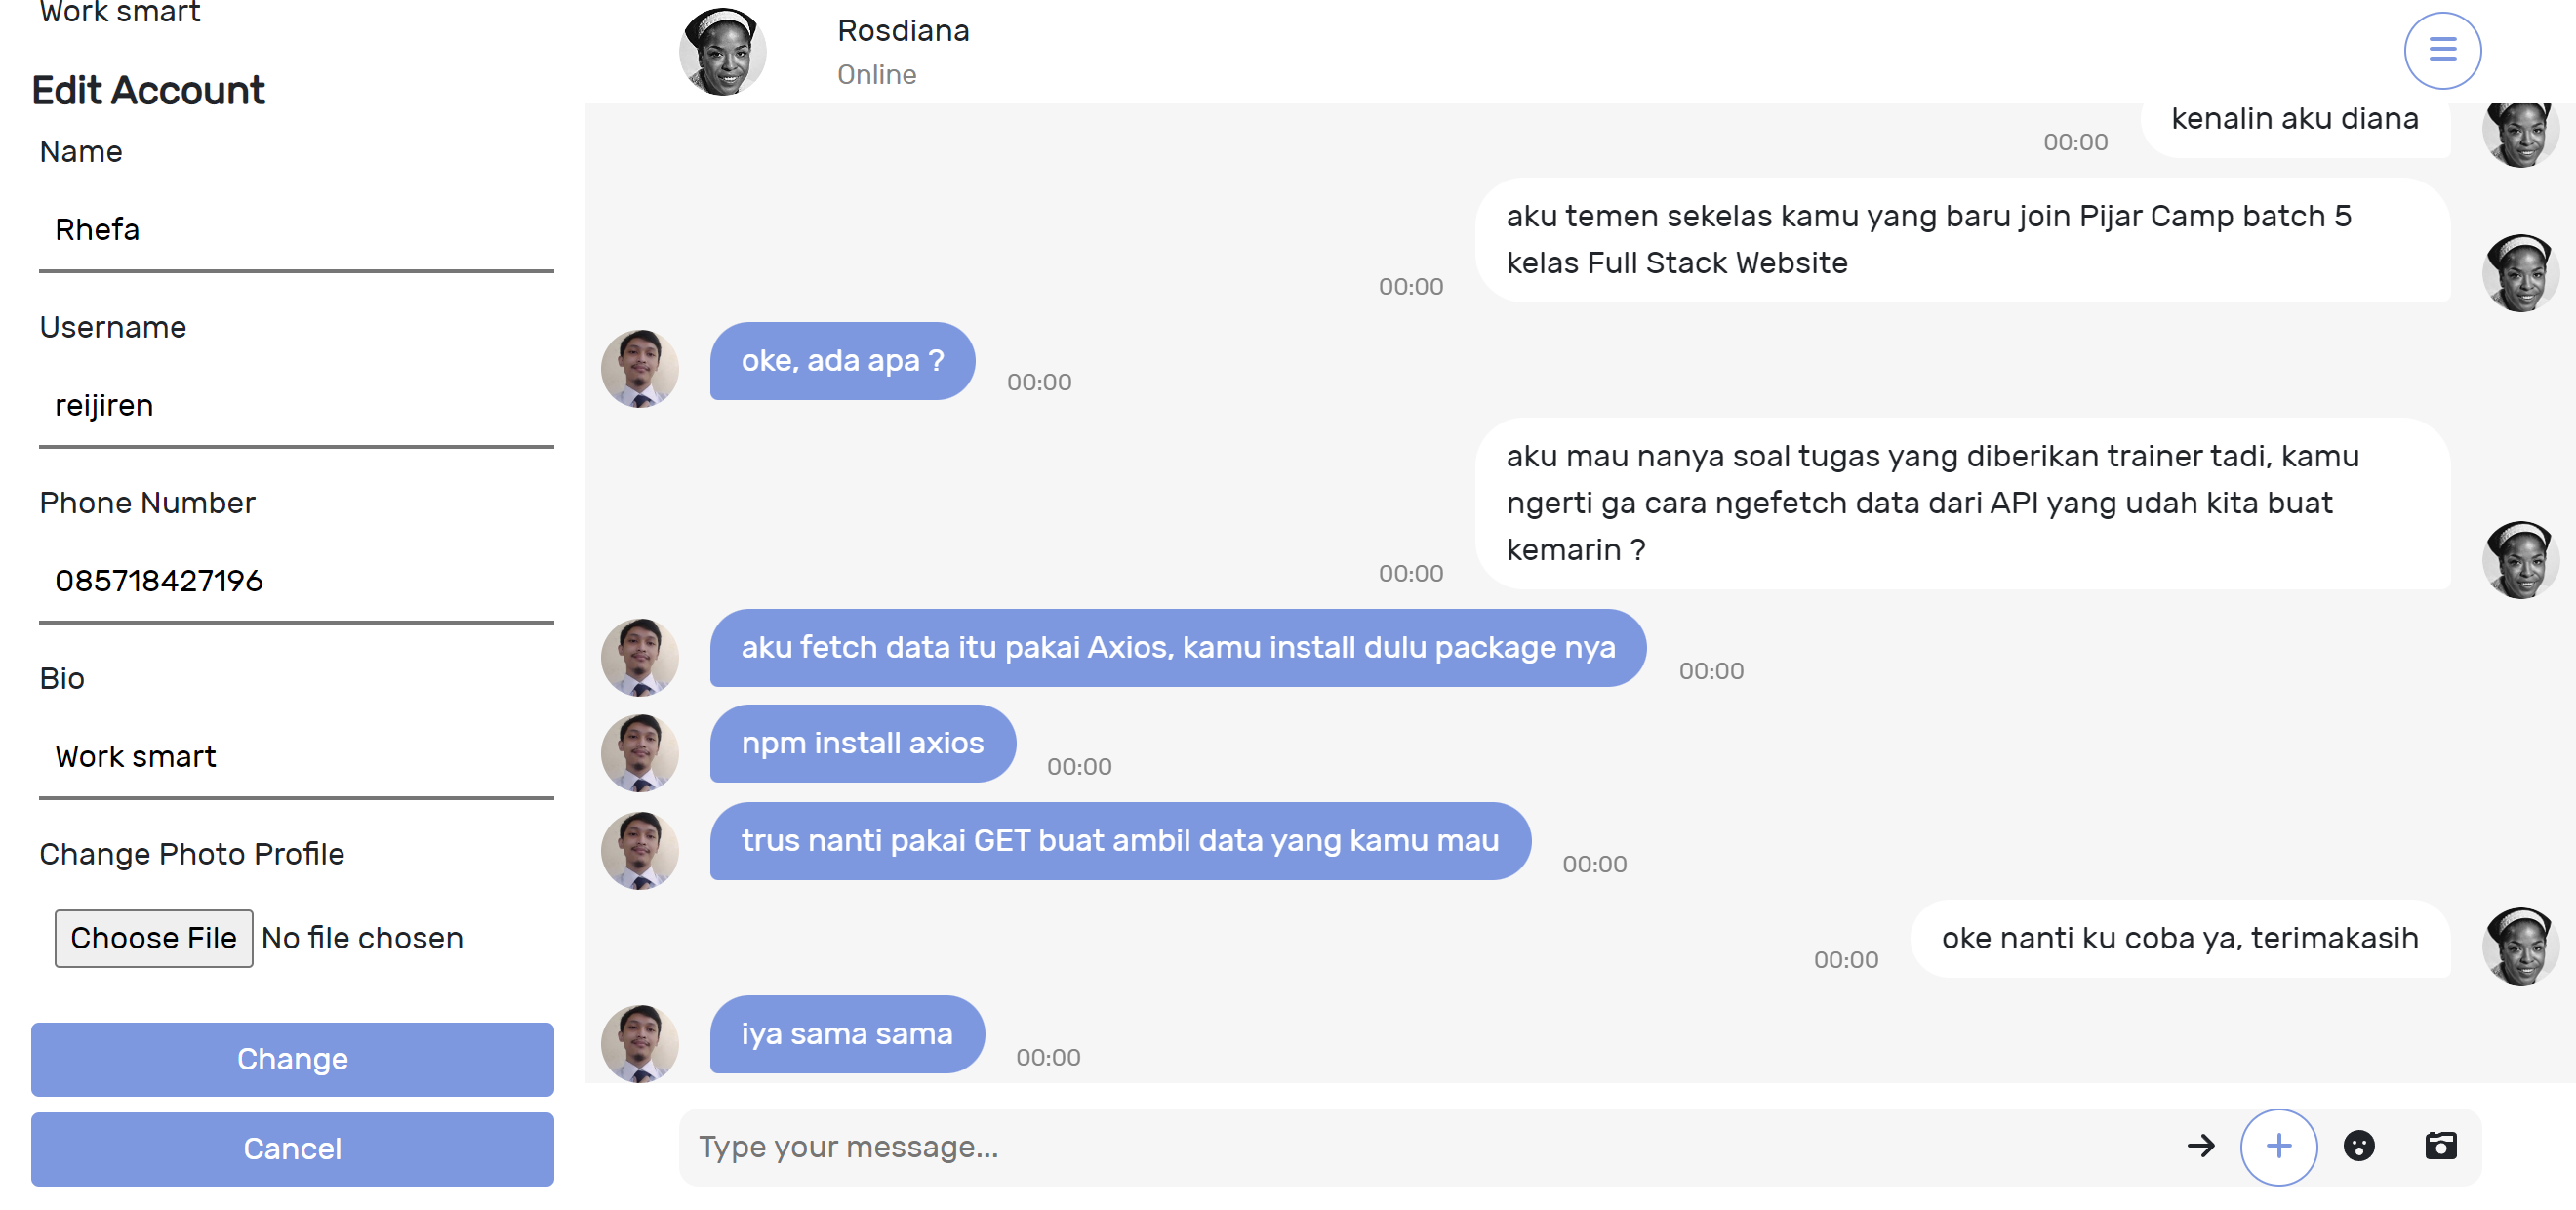 Work smart
Edit Account
Name
Rhefa
Username
reijiren
Phone Number
085718427196
Bio
Work smart
Change Photo Profile
Choose File No file chosen
Change
Cancel
Rosdiana
Online
kenalin aku diana
00:00
aku temen sekelas kamu yang baru join Pijar Camp batch 5
kelas Full Stack Website
00:00
oke, ada apa ?
00:00
aku mau nanya soal tugas yang diberikan trainer tadi, kamu
ngerti ga cara ngefetch data dari API yang udah kita buat
kemarin ?
00:00
aku fetch data itu pakai Axios, kamu install dulu package nya
00:00
npm install axios
00:00
trus nanti pakai GET buat ambil data yang kamu mau
00:00
oke nanti ku coba ya, terimakasih
00:00
iya sama sama
00:00
Type your message...